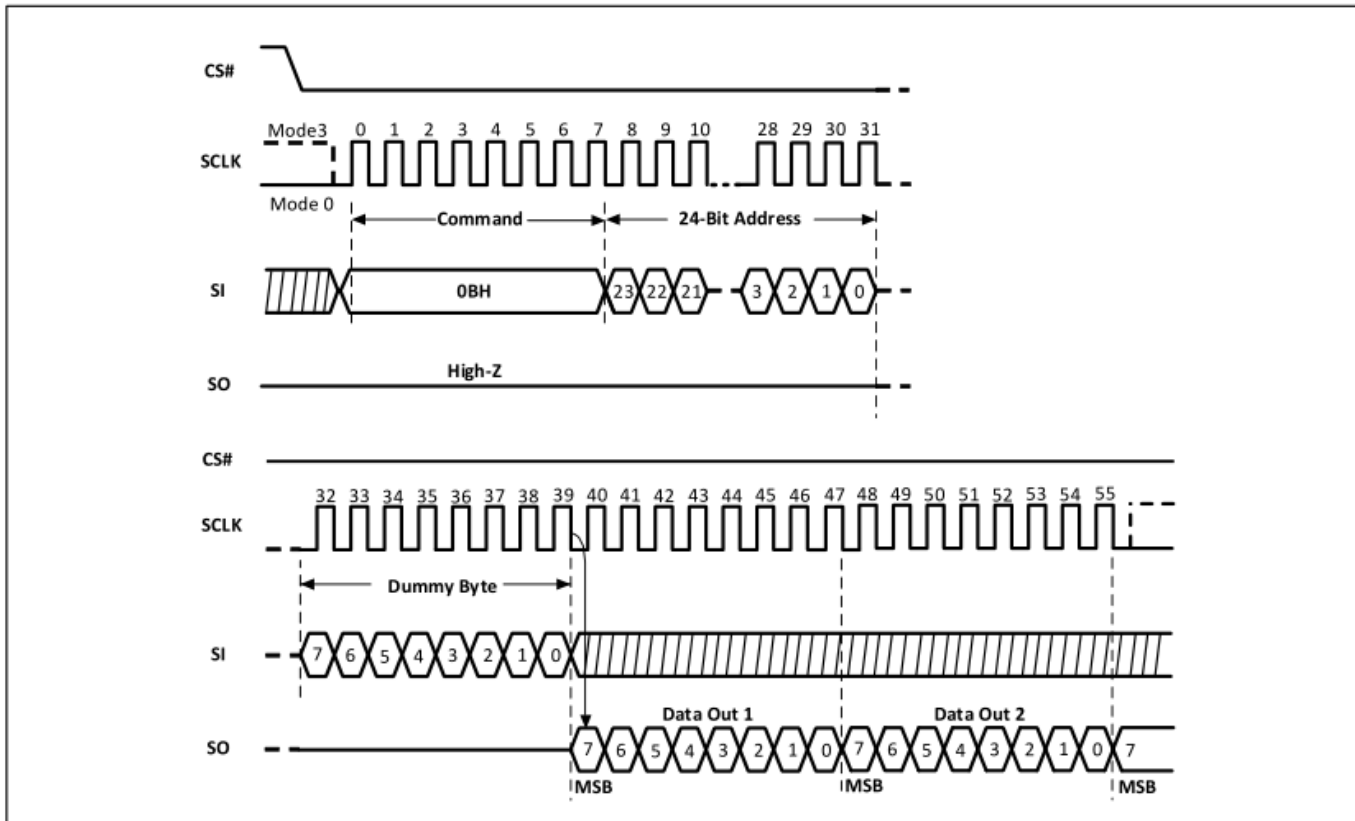 CS#
Mode3 0 1 2 3 4 5 6 7 8 9 10 28 29 30 31
SCLK
Mode 0
Command 24-Bit Address
SI 0BH 23 22 21 3 2 1 0
High-Z
SO
CS#
32 33 34 35 36 37 38 39 40 41 42 43 44 45 46 47 48 49 50 51 52 53 54 55
SCLK
Dummy Byte
SI 7 6 5 4 3 2 1 0
Data Out 1 Data Out 2
SO 7 6 5 4 3 2 1 0 7 6 5 4 3 2 1 0 7
MSB MSB MSB